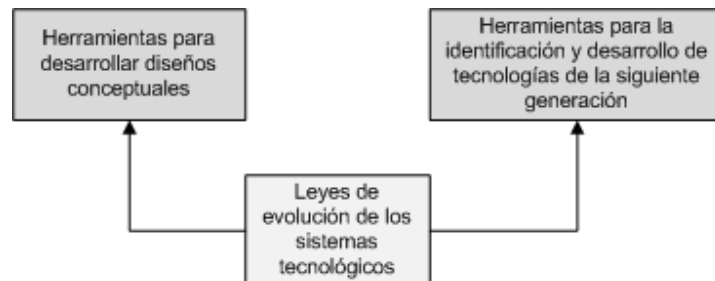 Herramientas para
desarrollar diseños
conceptuales
Herramientas para la
identificación y desarrollo de
tecnologías de la siguiente
generación
Leyes de
evolución de los
sistemas
tecnológicos